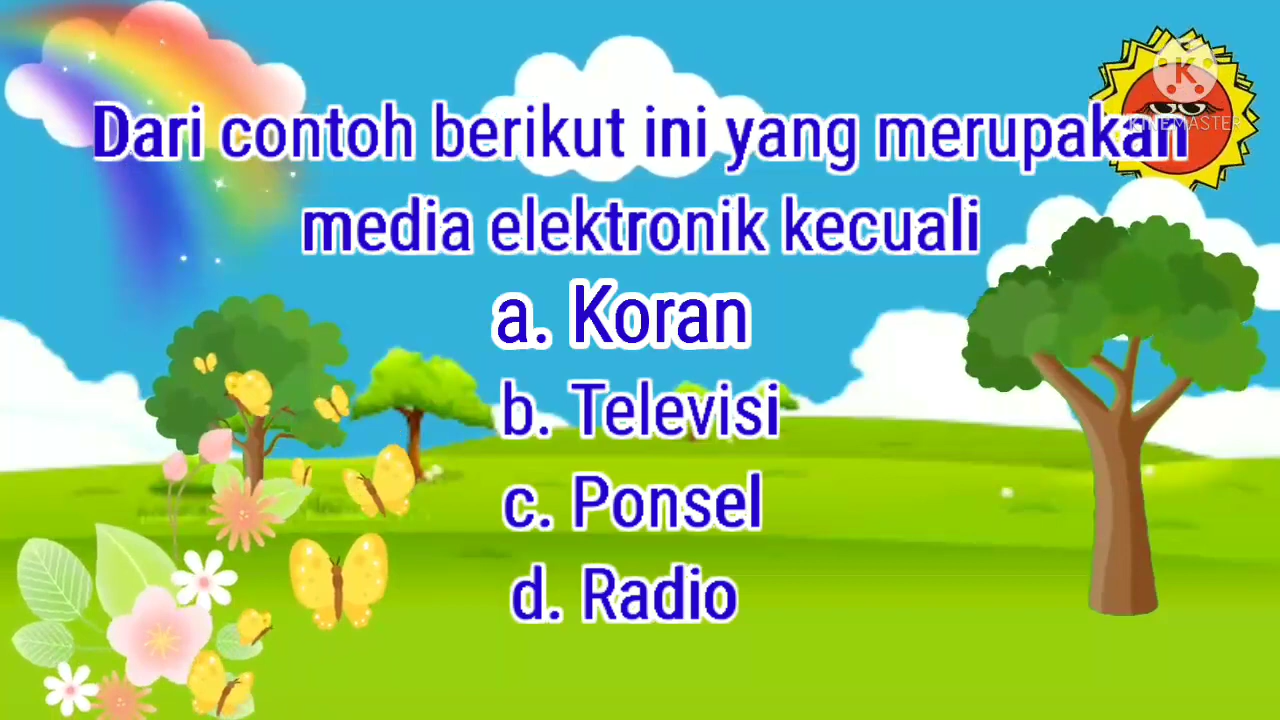 Dari contoh berikut ini yang merupakan
media elektronik kecuali
a. Koran
b. Televisi
c. Ponsel
d. Radio
K
KINEMASTER